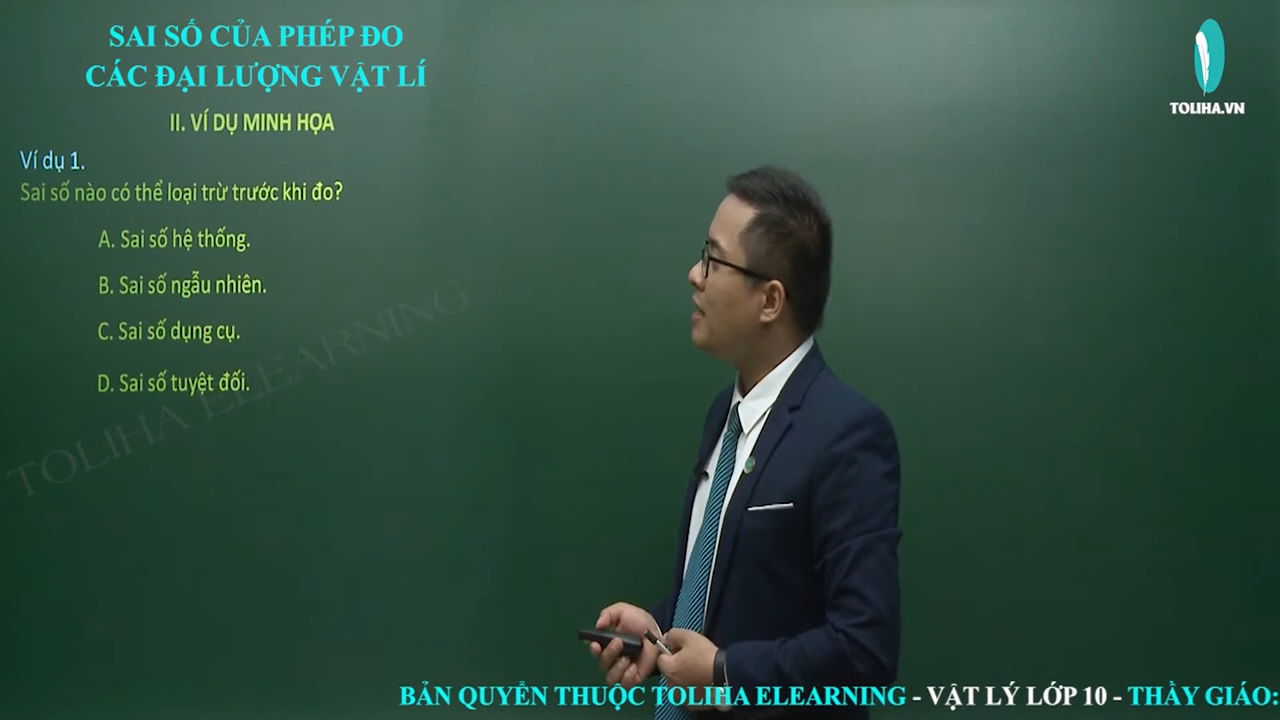 SAI SỐ CỦA PHÉP ĐO
CÁC ĐẠI LƯỢNG VẬT LÍ
TOLIHA.VN
II. VÍ DỤ MINH HỌA
Ví dụ 1.
Sai số nào có thể loại trừ trước khi đo?
A. Sai số hệ thống.
B. Sai số ngẫu nhiên.
C. Sai số dụng cụ.
D. Sai số tuyệt đối.
TOLIHA ELEARNING
BẢN QUYỀN THUỘC TOLIHA ELEARNING - VẬT LÝ LỚP 10 - THẦY GIÁO: